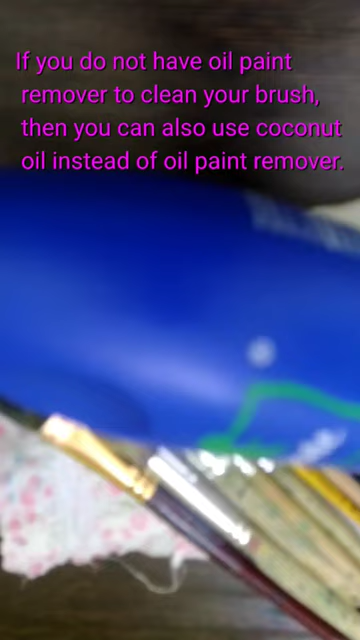 If you do not have oil paint
remover to clean your brush,
then you can also use coconut
oil instead of oil paint remover.